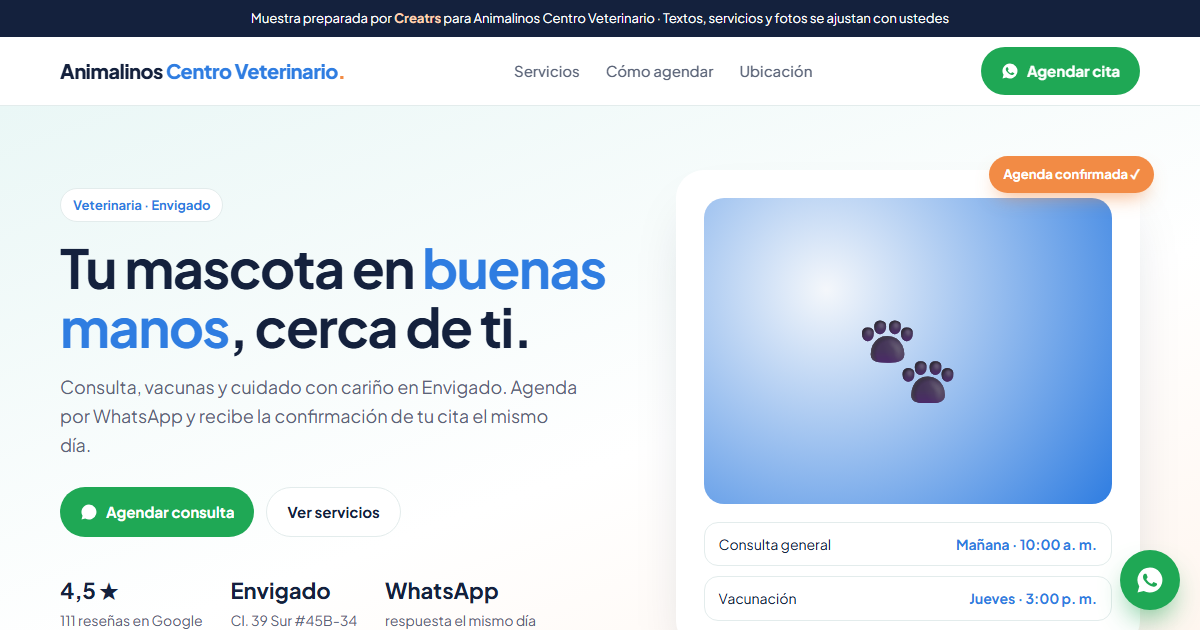 Muestra preparada por Creatrs para Animalinos Centro Veterinario · Textos, servicios y fotos se ajustan con ustedes
Animalinos Centro Veterinario.
Servicios
Cómo agendar
Ubicación
Agendar cita
Veterinaria · Envigado
Tu mascota en buenas
manos, cerca de ti.
Consulta, vacunas y cuidado con cariño en Envigado. Agenda
por WhatsApp y recibe la confirmación de tu cita el mismo
día.
Agendar consulta
Ver servicios
4,5 ★
111 reseñas en Google
Envigado
Cl. 39 Sur #45B-34
WhatsApp
respuesta el mismo día
Agenda confirmada ✓
Consulta general
Mañana · 10:00 a. m.
Vacunación
Jueves · 3:00 p. m.